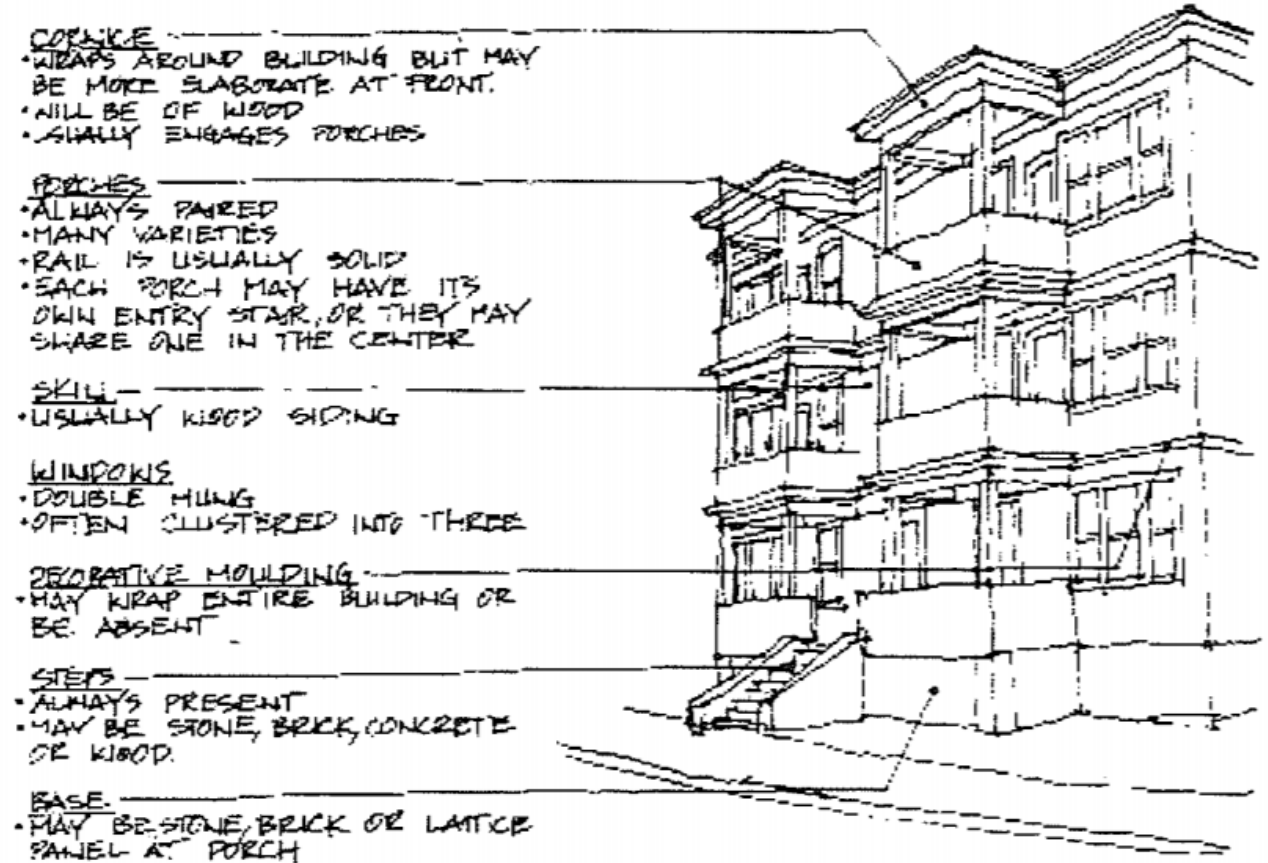 CORNICE
• WRAPS AROUND BUILDING BUT MAY
BE MORE ELABORATE AT FRONT.
• WILL BE OF WOOD
• USUALLY ENGAGES PORCHES
PORCHES
• ALWAYS PAIRED
• MANY VARIETIES
• RAIL IS USUALLY SOLID
• EACH PORCH MAY HAVE ITS
OWN ENTRY STAIR, OR THEY MAY
SHARE ONE IN THE CENTER
SKIN
• USUALLY WOOD SIDING
WINDOWS
• DOUBLE HUNG
• OFTEN CLUSTERED INTO THREE
DECORATIVE MOULDING
• MAY WRAP ENTIRE BUILDING OR
BE ABSENT
STEPS
• ALWAYS PRESENT
• MAY BE STONE, BRICK, CONCRETE
OR WOOD.
BASE
• MAY BE STONE, BRICK OR LATTICE
PANEL AT PORCH